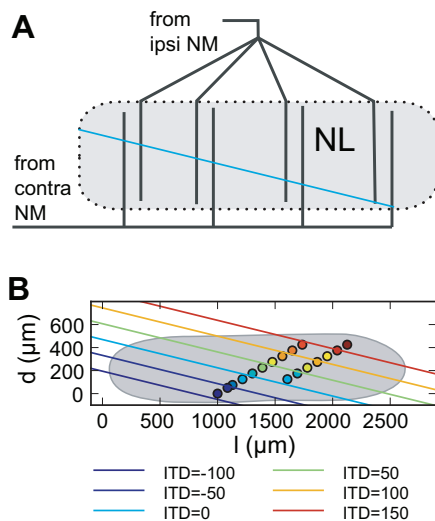 A
from
ipsi NM
NL
from
contra
NM
B
d (µm)
600
400
200
0
0 500 1000 1500 2000 2500
l (µm)
ITD=-100 ITD=50
ITD=-50 ITD=100
ITD=0 ITD=150